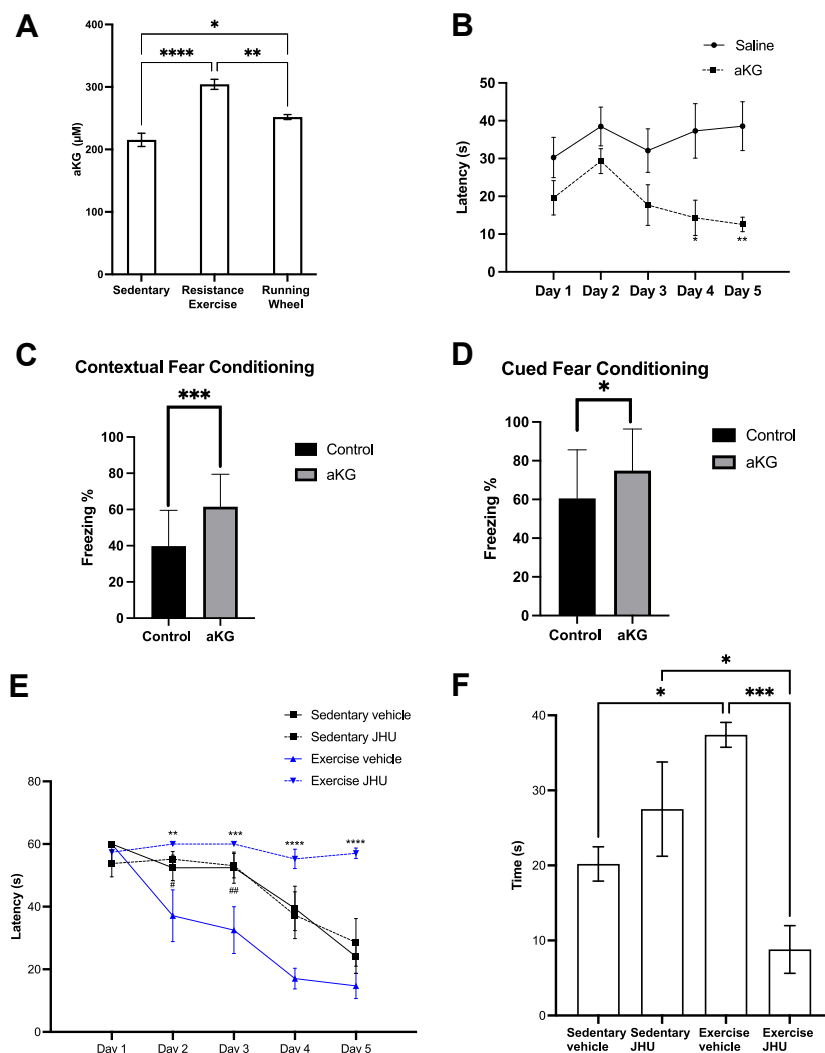 A
*
****
**
aKG (μM)
400
300
200
100
0
Sedentary
Resistance
Exercise
Running
Wheel
B
Saline
aKG
Latency (s)
50
40
30
20
10
0
*
**
Day 1 Day 2 Day 3 Day 4 Day 5
C
Contextual Fear Conditioning
***
Control
aKG
Freezing %
100
80
60
40
20
0
Control aKG
D
Cued Fear Conditioning
*
Control
aKG
Freezing %
100
80
60
40
20
0
Control aKG
E
Sedentary vehicle
Sedentary JHU
Exercise vehicle
Exercise JHU
Latency (s)
80
60
40
20
0
** *** **** ****
# ##
Day 1 Day 2 Day 3 Day 4 Day 5
F
*
* ***
Time (s)
40
30
20
10
0
Sedentary
vehicle
Sedentary
JHU
Exercise
vehicle
Exercise
JHU